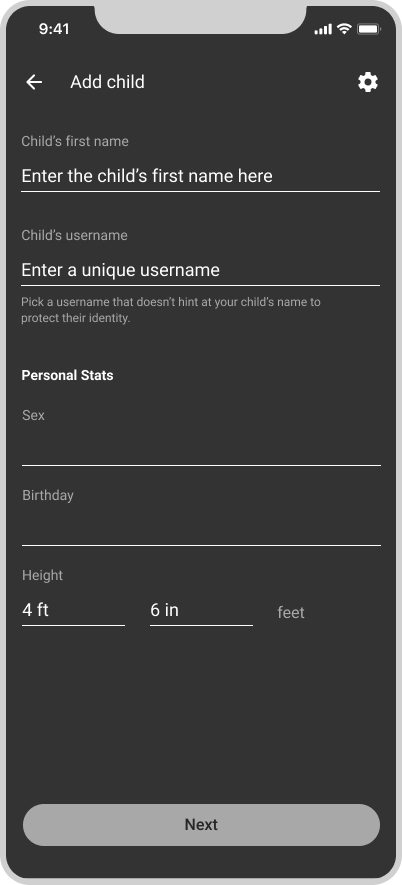 9:41
Add child
Child’s first name
Enter the child’s first name here
Child’s username
Enter a unique username
Pick a username that doesn’t hint at your child’s name to
protect their identity.
Personal Stats
Sex
Birthday
Height
4 ft 6 in feet
Next